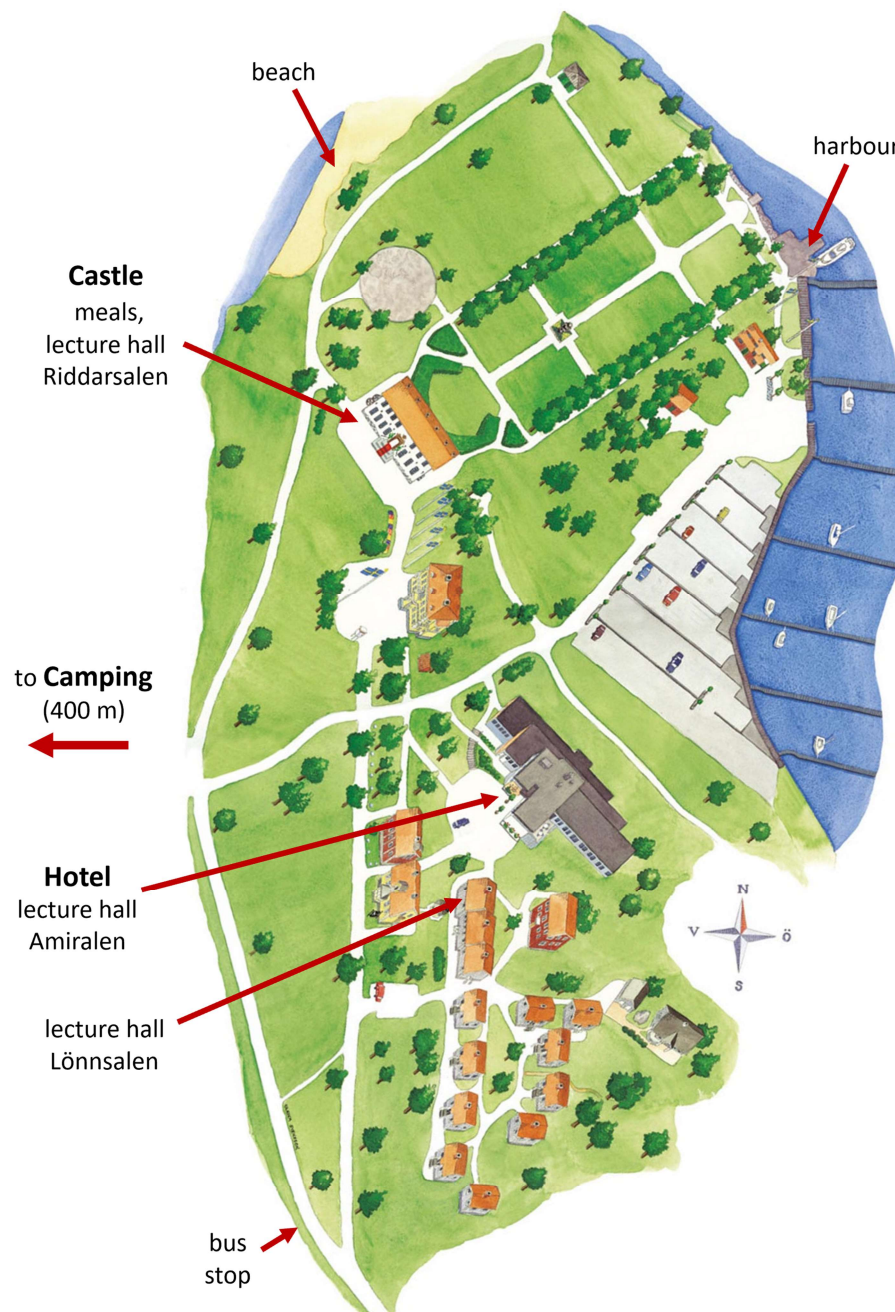 beach
harbour
Castle
meals,
lecture hall
Riddarsalen
to Camping
(400 m)
Hotel
lecture hall
Amiralen
N
V
Ö
S
lecture hall
Lönnsalen
bus
stop